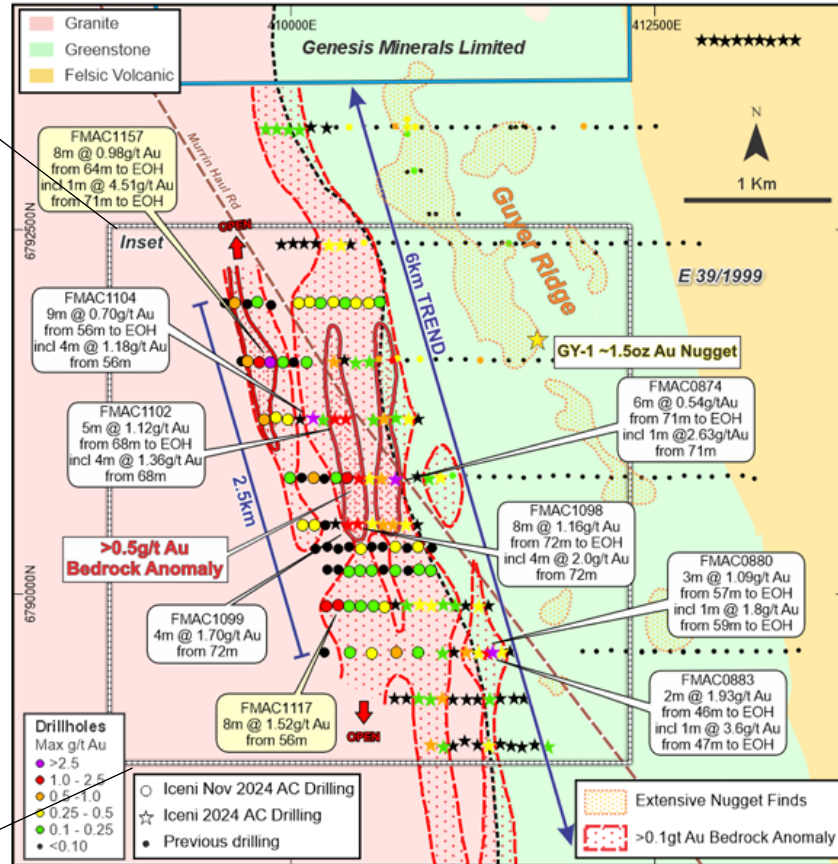 410000E
412500E
Granite
Greenstone
Felsic Volcanic
Genesis Minerals Limited
N
1 Km
FMAC1157
8m @ 0.98g/t Au
from 64m to EOH
incl 1m @ 4.51g/t Au
from 71m to EOH
Murrin Haul Rd
6792500N
OPEN
Inset
6km TREND
Guyer Ridge
E 39/1999
FMAC1104
9m @ 0.70g/t Au
from 56m to EOH
incl 4m @ 1.18g/t Au
from 56m
GY-1 ~1.5oz Au Nugget
FMAC0874
6m @ 0.54g/tAu
from 71m to EOH
incl 1m @2.63g/tAu
from 71m
FMAC1102
5m @ 1.12g/t Au
from 68m to EOH
incl 4m @ 1.36g/t Au
from 68m
2.5km
FMAC1098
8m @ 1.16g/t Au
from 72m to EOH
incl 4m @ 2.0g/t Au
from 72m
>0.5g/t Au
Bedrock Anomaly
FMAC0880
3m @ 1.09g/t Au
from 57m to EOH
incl 1m @ 1.8g/t Au
from 59m to EOH
6790000N
FMAC1099
4m @ 1.70g/t Au
from 72m
FMAC0883
2m @ 1.93g/t Au
from 46m to EOH
incl 1m @ 3.6g/t Au
from 47m to EOH
FMAC1117
8m @ 1.52g/t Au
from 56m
OPEN
Drillholes
Max g/t Au
>2.5
1.0 - 2.5
0.5 -1.0
0.25 - 0.5
0.1 - 0.25
<0.10
Iceni Nov 2024 AC Drilling
Iceni 2024 AC Drilling
Previous drilling
Extensive Nugget Finds
>0.1gt Au Bedrock Anomaly